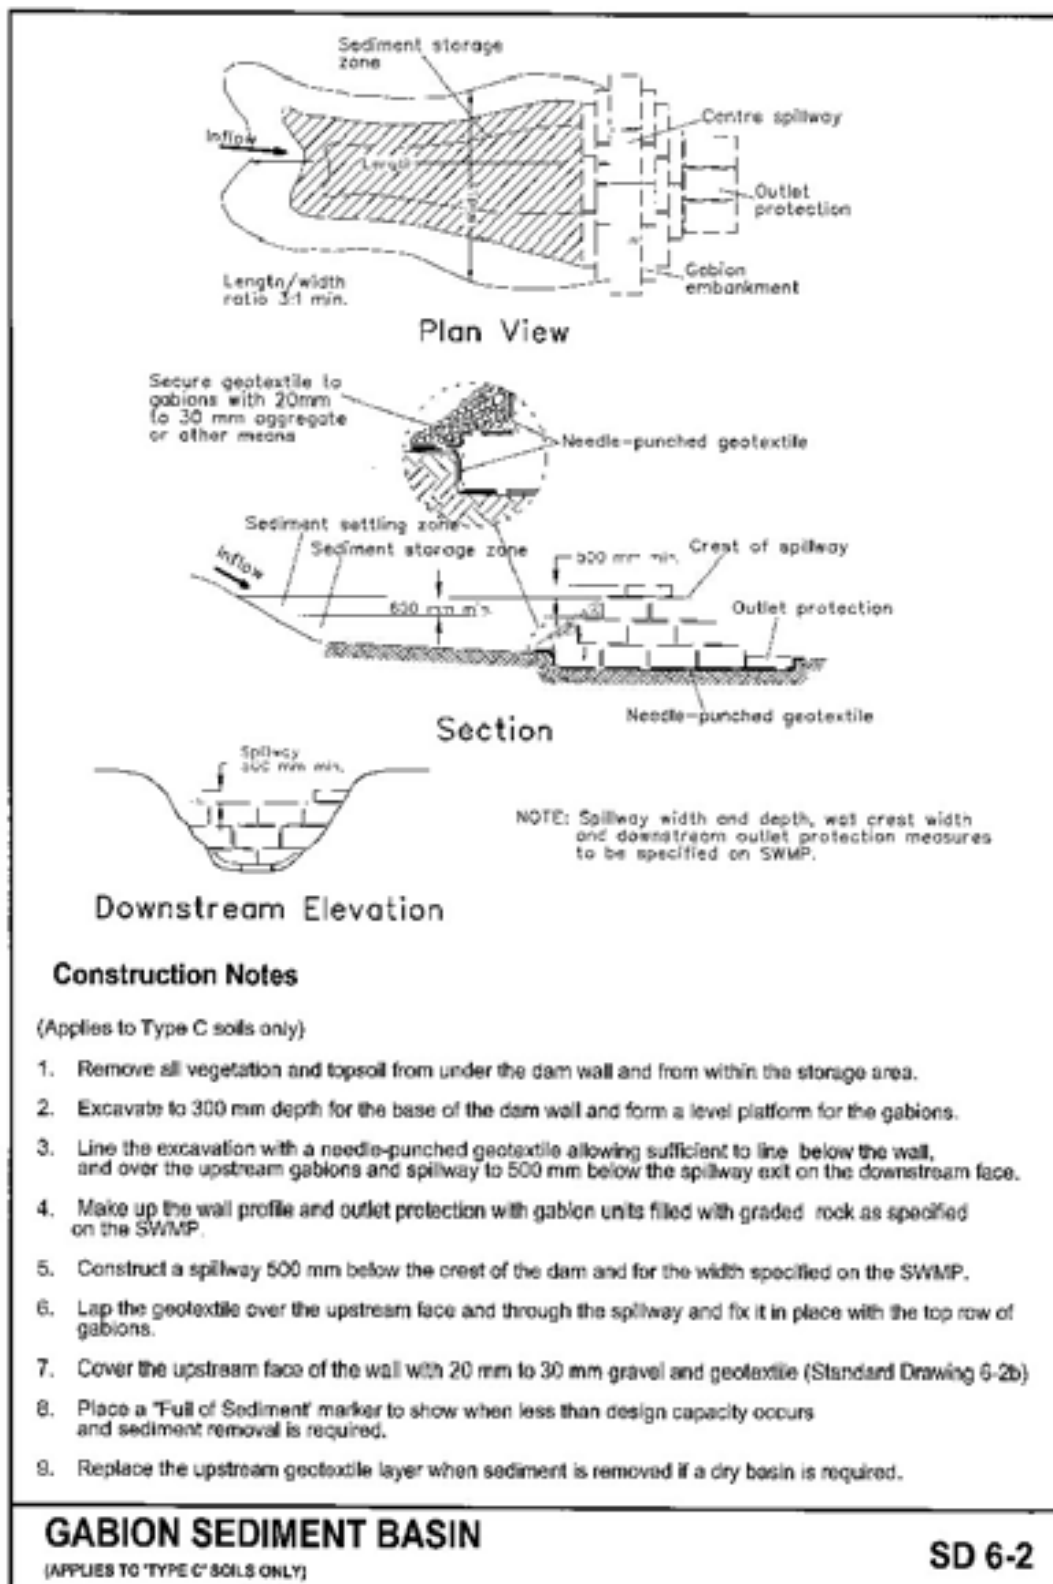 Sediment storage
zone
Inflow
Length
Centre spillway
Outlet
protection
Gabion
embankment
Length/width
ratio 3:1 min.
Plan View
Secure geotextile to
gabions with 20mm
to 30 mm aggregate
or other means
Needle-punched geotextile
Sediment settling zone
Sediment storage zone
Inflow
500 mm min.
Crest of spillway
600 mm min.
Outlet protection
Needle-punched geotextile
Section
Spillway
500 mm min.
NOTE: Spillway width and depth, wall crest width
and downstream outlet protection measures
to be specified on SWMP.
Downstream Elevation
Construction Notes
(Applies to Type C soils only)
1. Remove all vegetation and topsoil from under the dam wall and from within the storage area.
2. Excavate to 300 mm depth for the base of the dam wall and form a level platform for the gabions.
3. Line the excavation with a needle-punched geotextile allowing sufficient to line below the wall,
and over the upstream gabions and spillway to 500 mm below the spillway exit on the downstream face.
4. Make up the wall profile and outlet protection with gabion units filled with graded rock as specified
on the SWMP.
5. Construct a spillway 500 mm below the crest of the dam and for the width specified on the SWMP.
6. Lap the geotextile over the upstream face and through the spillway and fix it in place with the top row of
gabions.
7. Cover the upstream face of the wall with 20 mm to 30 mm gravel and geotextile (Standard Drawing 6-2b)
8. Place a "Full of Sediment' marker to show when less than design capacity occurs
and sediment removal is required.
9. Replace the upstream geotextile layer when sediment is removed if a dry basin is required.
GABION SEDIMENT BASIN
(APPLIES TO 'TYPE C' SOILS ONLY)
SD 6-2